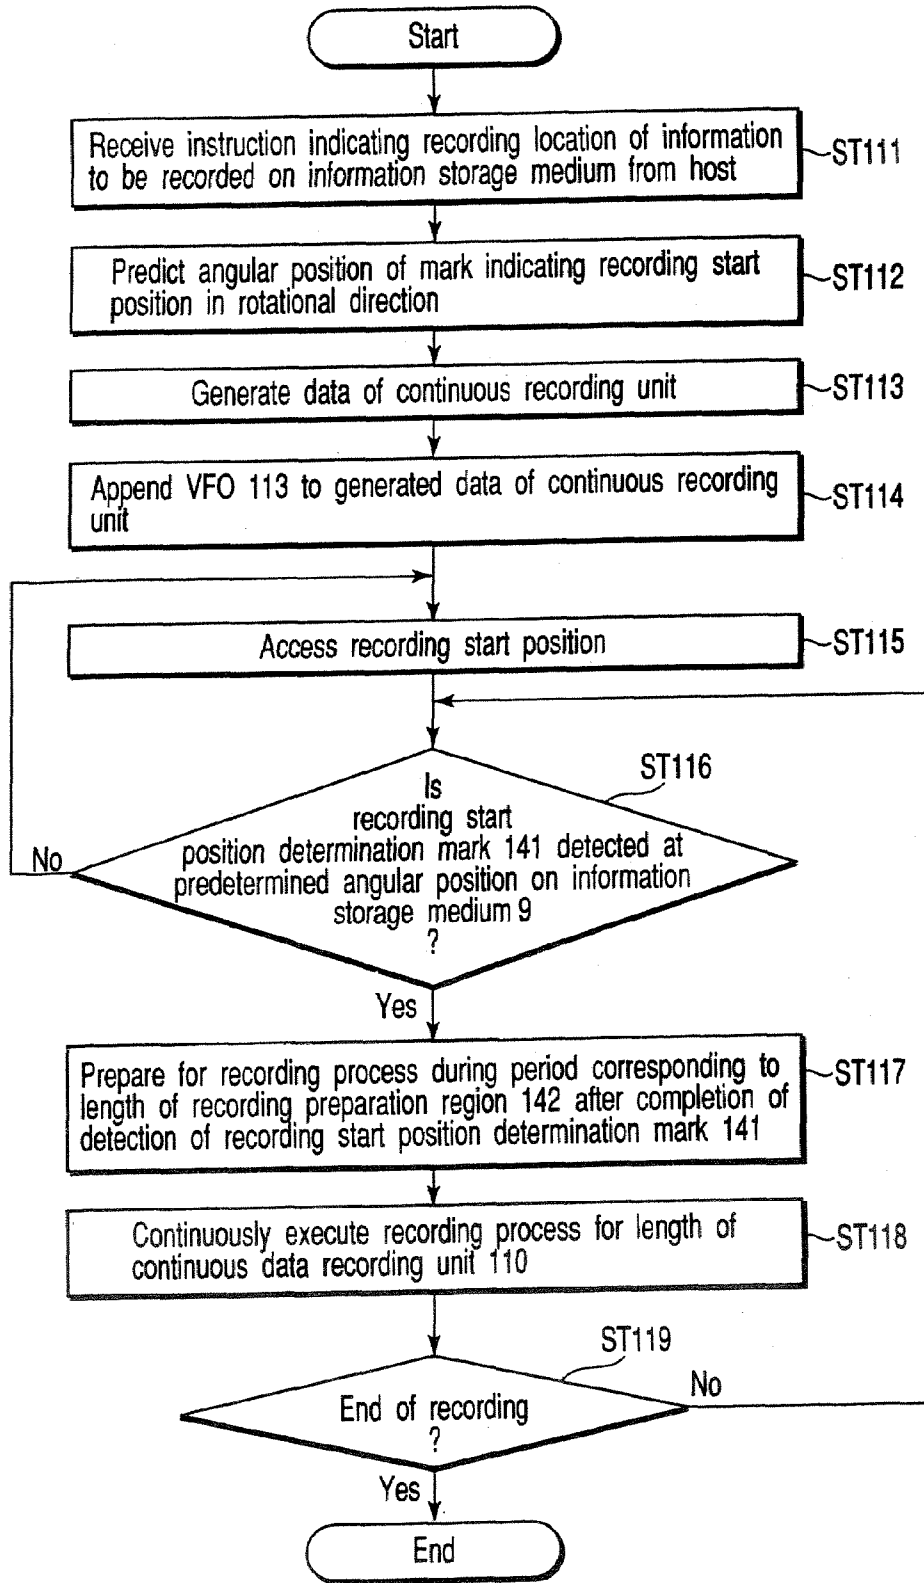 Start
Receive instruction indicating recording location of information
to be recorded on information storage medium from host
ST111
Predict angular position of mark indicating recording start
position in rotational direction
ST112
Generate data of continuous recording unit
ST113
Append VFO 113 to generated data of continuous recording
unit
ST114
Access recording start position
ST115
ST116
Is
recording start
position determination mark 141 detected at
predetermined angular position on information
storage medium 9
?
No
Yes
Prepare for recording process during period corresponding to
length of recording preparation region 142 after completion of
detection of recording start position determination mark 141
ST117
Continuously execute recording process for length of
continuous data recording unit 110
ST118
ST119
End of recording
?
No
Yes
End